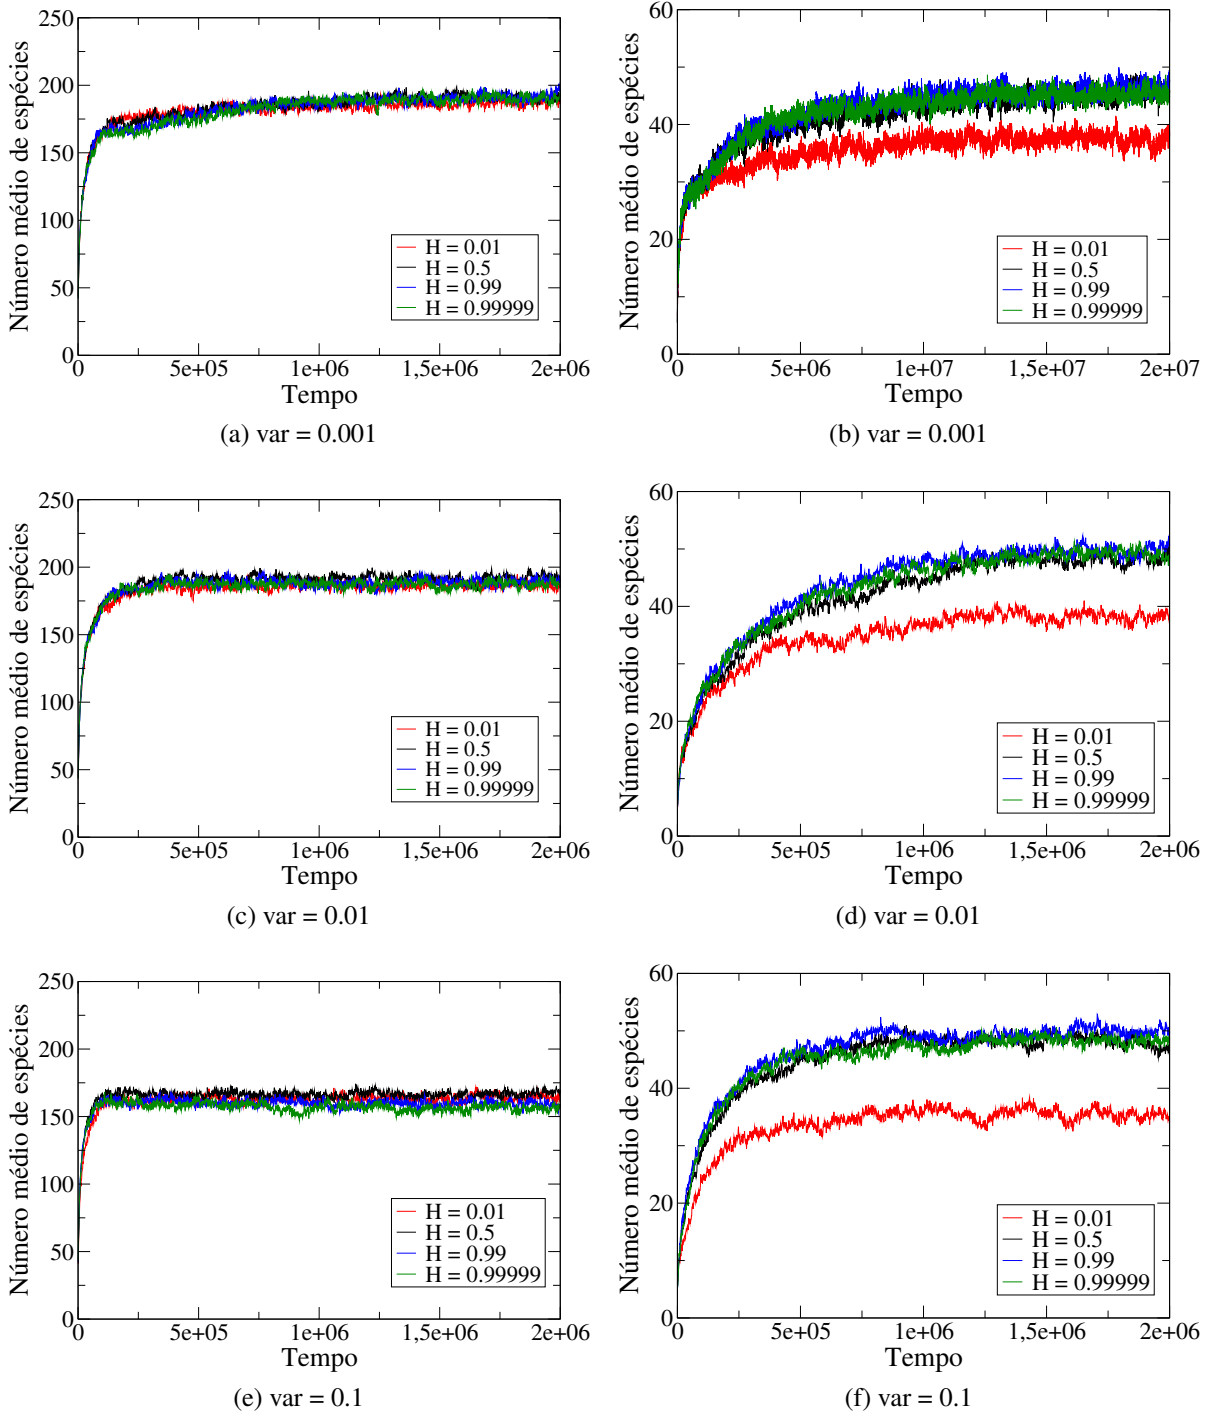 Número médio de espécies
250
200
150
100
50
0
0
5e+05
1e+06
1,5e+06
2e+06
Tempo
H = 0.01
H = 0.5
H = 0.99
H = 0.99999
(a) var = 0.001
Número médio de espécies
60
40
20
0
0
5e+06
1e+07
1,5e+07
2e+07
Tempo
H = 0.01
H = 0.5
H = 0.99
H = 0.99999
(b) var = 0.001
Número médio de espécies
250
200
150
100
50
0
0
5e+05
1e+06
1,5e+06
2e+06
Tempo
H = 0.01
H = 0.5
H = 0.99
H = 0.99999
(c) var = 0.01
Número médio de espécies
60
40
20
0
0
5e+05
1e+06
1,5e+06
2e+06
Tempo
H = 0.01
H = 0.5
H = 0.99
H = 0.99999
(d) var = 0.01
Número médio de espécies
250
200
150
100
50
0
0
5e+05
1e+06
1,5e+06
2e+06
Tempo
H = 0.01
H = 0.5
H = 0.99
H = 0.99999
(e) var = 0.1
Número médio de espécies
60
40
20
0
0
5e+05
1e+06
1,5e+06
2e+06
Tempo
H = 0.01
H = 0.5
H = 0.99
H = 0.99999
(f) var = 0.1